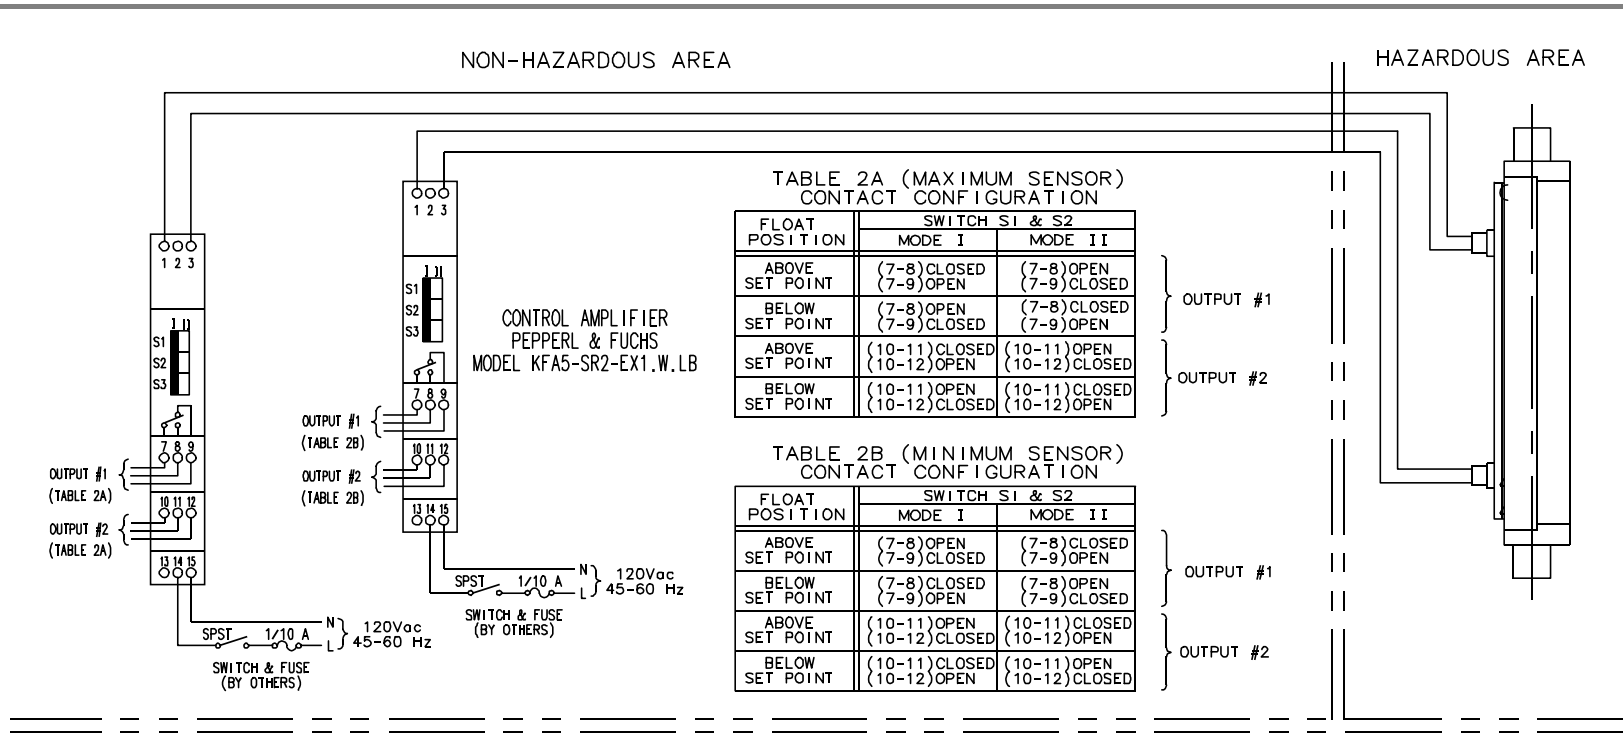 NON-HAZARDOUS AREA
HAZARDOUS AREA
1 2 3
I II
S1
S2
S3
7 8 9
OUTPUT #1
(TABLE 2A)
10 11 12
OUTPUT #2
(TABLE 2A)
13 14 15
SPST
1/10 A
N
L
120Vac
45-60 Hz
SWITCH & FUSE
(BY OTHERS)
1 2 3
I II
S1
S2
S3
7 8 9
OUTPUT #1
(TABLE 2B)
10 11 12
OUTPUT #2
(TABLE 2B)
13 14 15
SPST
1/10 A
N
L
120Vac
45-60 Hz
SWITCH & FUSE
(BY OTHERS)
CONTROL AMPLIFIER
PEPPERL & FUCHS
MODEL KFA5-SR2-EX1.W.LB
TABLE 2A (MAXIMUM SENSOR)
CONTACT CONFIGURATION
FLOAT POSITION
SWITCH S1 & S2
MODE I MODE II
ABOVE (7-8)CLOSED (7-8)OPEN
SET POINT (7-9)OPEN (7-9)CLOSED
BELOW (7-8)OPEN (7-8)CLOSED
SET POINT (7-9)CLOSED (7-9)OPEN
OUTPUT #1
ABOVE (10-11)CLOSED (10-11)OPEN
SET POINT (10-12)OPEN (10-12)CLOSED
BELOW (10-11)OPEN (10-11)CLOSED
SET POINT (10-12)CLOSED (10-12)OPEN
OUTPUT #2
TABLE 2B (MINIMUM SENSOR)
CONTACT CONFIGURATION
FLOAT POSITION
SWITCH S1 & S2
MODE I MODE II
ABOVE (7-8)OPEN (7-8)CLOSED
SET POINT (7-9)CLOSED (7-9)OPEN
BELOW (7-8)CLOSED (7-8)OPEN
SET POINT (7-9)OPEN (7-9)CLOSED
OUTPUT #1
ABOVE (10-11)OPEN (10-11)CLOSED
SET POINT (10-12)CLOSED (10-12)OPEN
BELOW (10-11)CLOSED (10-11)OPEN
SET POINT (10-12)OPEN (10-12)CLOSED
OUTPUT #2